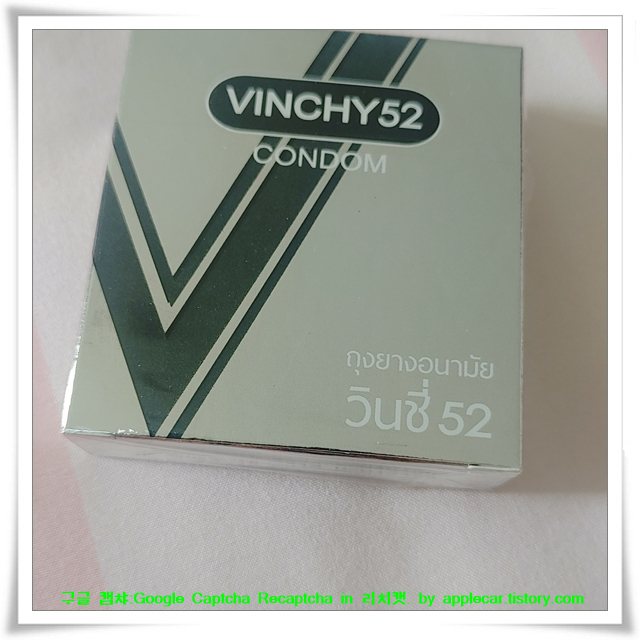 VINCHY52
CONDOM
ถุงยางอนามัย
วินชี่ 52
구글 캡챠:Google Captcha Recaptcha in 리치캣 by applecar.tistory.com